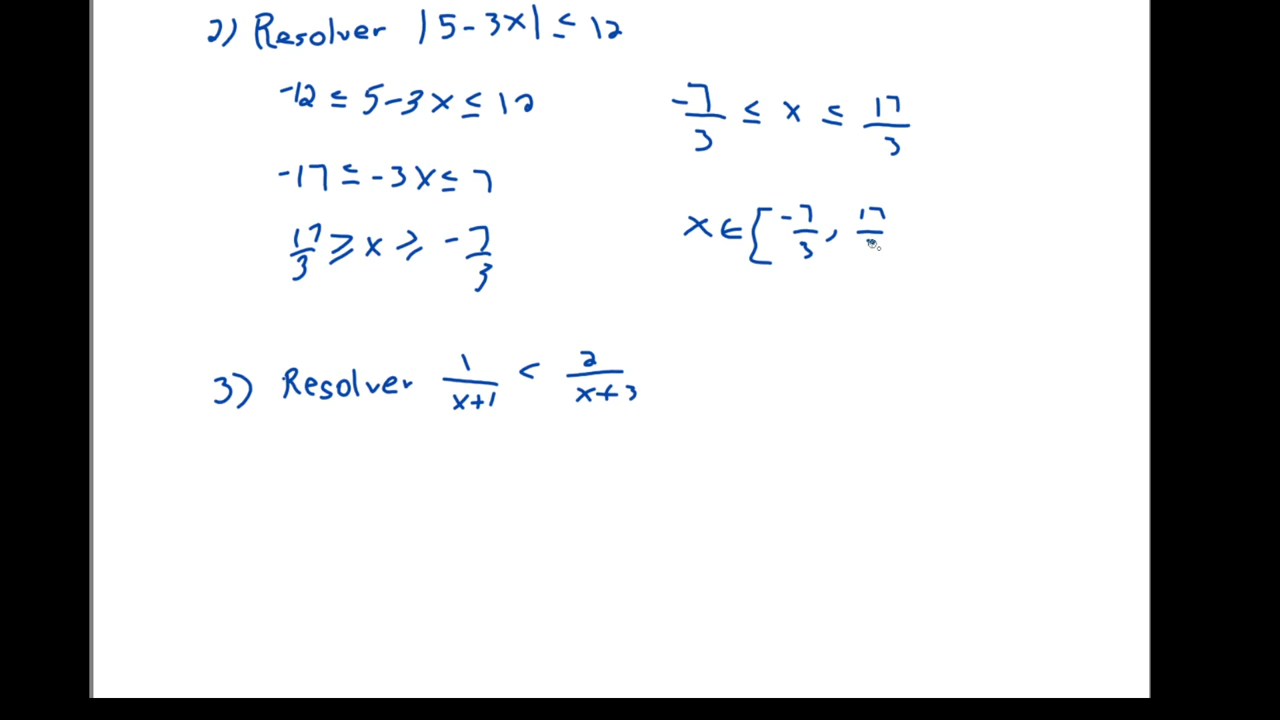 2) Resolver |5-3x| ≤ 12
-12 ≤ 5-3x ≤ 12
-17 ≤ -3x ≤ 7
17/3 ≥ x ≥ -7/3
-7/3 ≤ x ≤ 17/3
x ∈ [-7/3, 17/
3) Resolver 1/(x+1) < 2/(x+3)